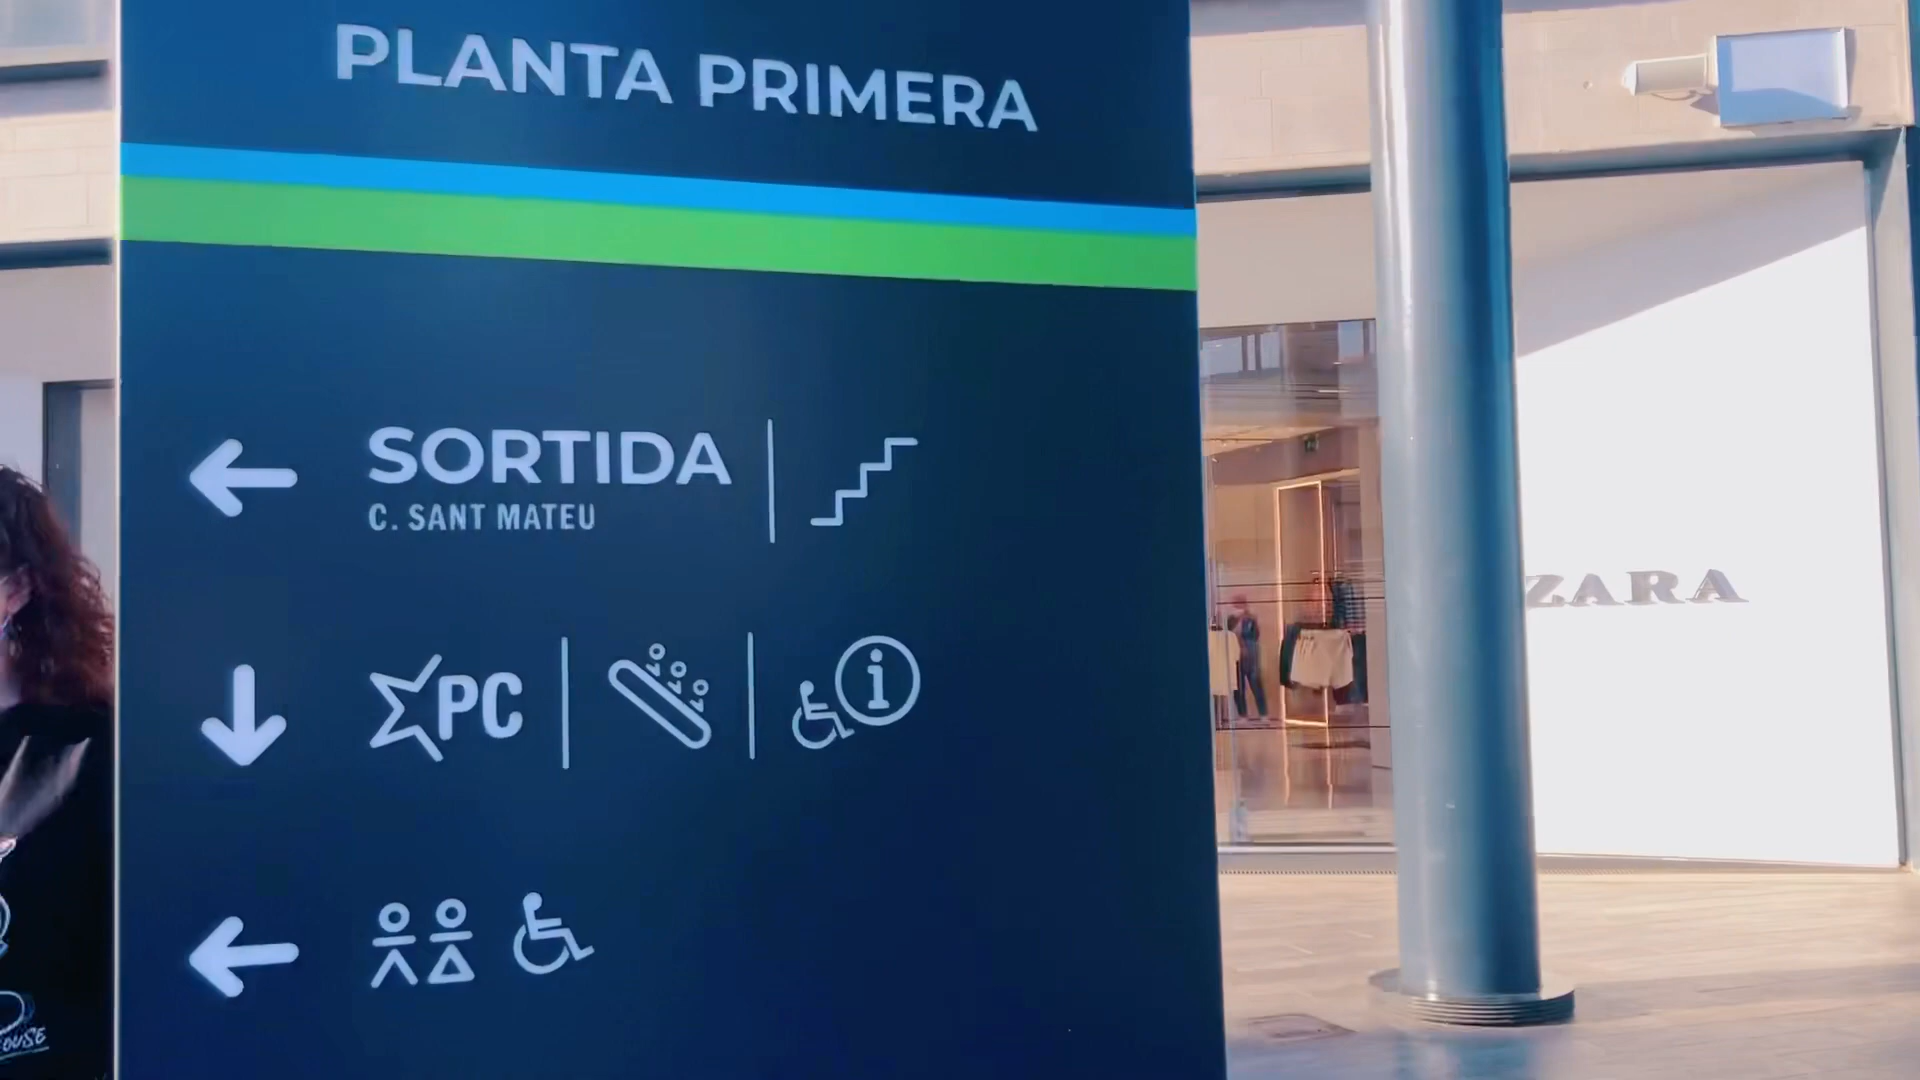 PLANTA PRIMERA
SORTIDA
C. SANT MATEU
PC
i
ZARA